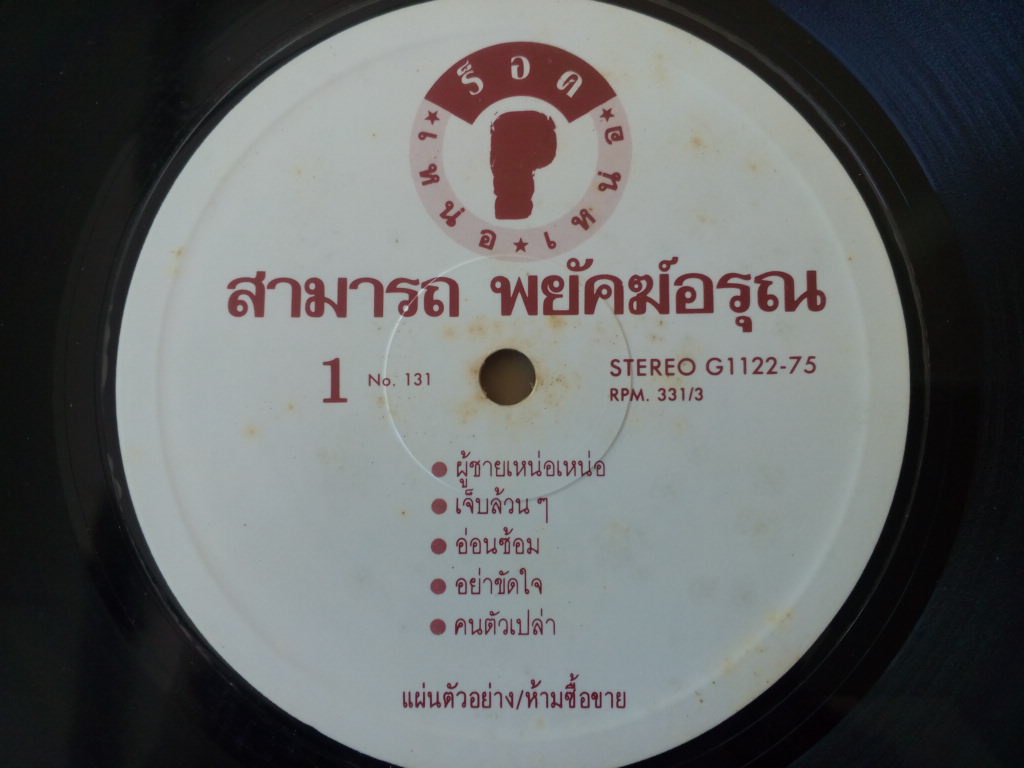 ร็อค
เหน่อ ★ เหน่อ
สามารถ พยัคฆ์อรุณ
1 No. 131
STEREO G1122-75
RPM. 331/3
● ผู้ชายเหน่อเหน่อ
● เจ็บล้วน ๆ
● อ่อนซ้อม
● อย่าขัดใจ
● คนตัวเปล่า
แผ่นตัวอย่าง/ห้ามซื้อขาย